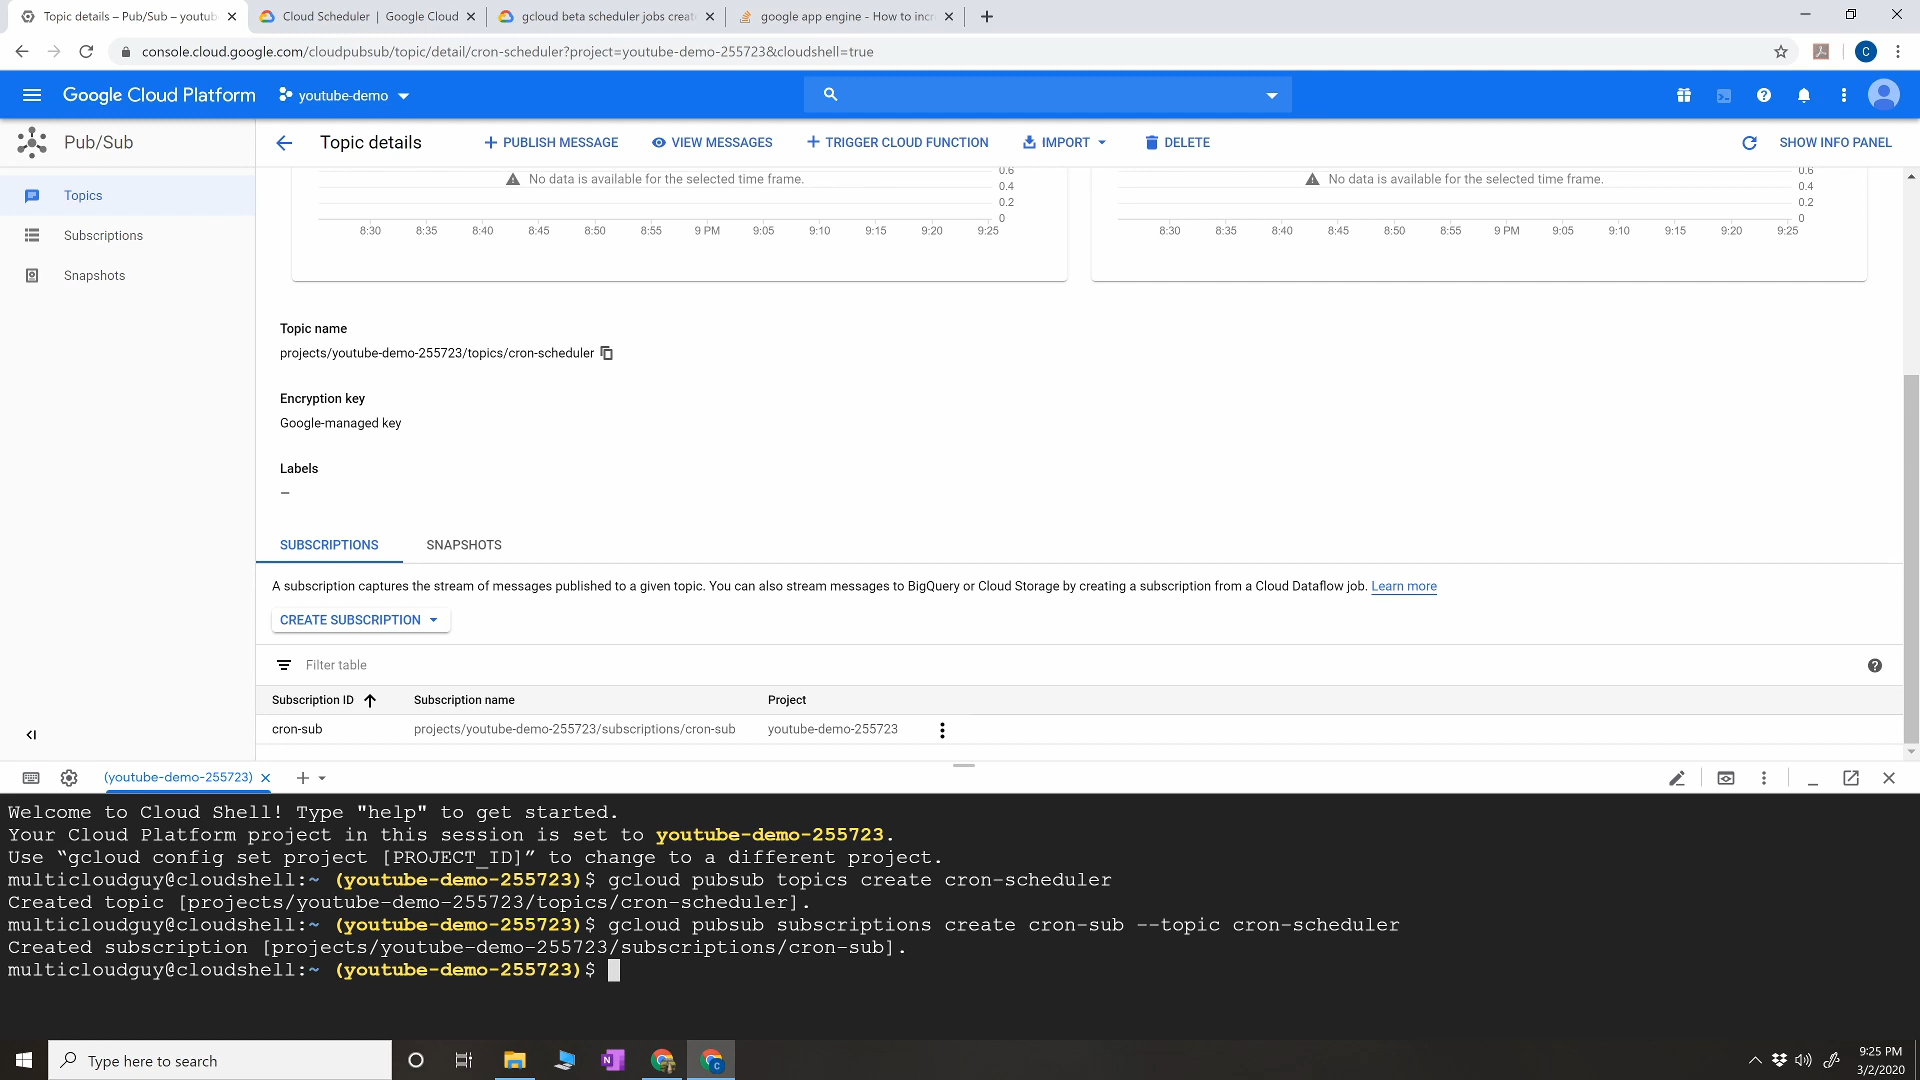 Topic details – Pub/Sub – youtub
Cloud Scheduler | Google Cloud
gcloud beta scheduler jobs creat
google app engine - How to incr
console.cloud.google.com/cloudpubsub/topic/detail/cron-scheduler?project=youtube-demo-255723&cloudshell=true
C
Google Cloud Platform
youtube-demo
Pub/Sub
Topic details
PUBLISH MESSAGE
VIEW MESSAGES
TRIGGER CLOUD FUNCTION
IMPORT
DELETE
SHOW INFO PANEL
Topics
Subscriptions
Snapshots
No data is available for the selected time frame.
0.6
0.4
0.2
0
8:30 8:35 8:40 8:45 8:50 8:55 9 PM 9:05 9:10 9:15 9:20 9:25
No data is available for the selected time frame.
0.6
0.4
0.2
0
8:30 8:35 8:40 8:45 8:50 8:55 9 PM 9:05 9:10 9:15 9:20 9:25
Topic name
projects/youtube-demo-255723/topics/cron-scheduler
Encryption key
Google-managed key
Labels
–
SUBSCRIPTIONS SNAPSHOTS
A subscription captures the stream of messages published to a given topic. You can also stream messages to BigQuery or Cloud Storage by creating a subscription from a Cloud Dataflow job. Learn more
CREATE SUBSCRIPTION
Filter table
Subscription ID Subscription name Project
cron-sub projects/youtube-demo-255723/subscriptions/cron-sub youtube-demo-255723
(youtube-demo-255723)
Welcome to Cloud Shell! Type "help" to get started.
Your Cloud Platform project in this session is set to youtube-demo-255723.
Use “gcloud config set project [PROJECT_ID]” to change to a different project.
multicloudguy@cloudshell:~ (youtube-demo-255723)$ gcloud pubsub topics create cron-scheduler
Created topic [projects/youtube-demo-255723/topics/cron-scheduler].
multicloudguy@cloudshell:~ (youtube-demo-255723)$ gcloud pubsub subscriptions create cron-sub --topic cron-scheduler
Created subscription [projects/youtube-demo-255723/subscriptions/cron-sub].
multicloudguy@cloudshell:~ (youtube-demo-255723)$
Type here to search
9:25 PM
3/2/2020